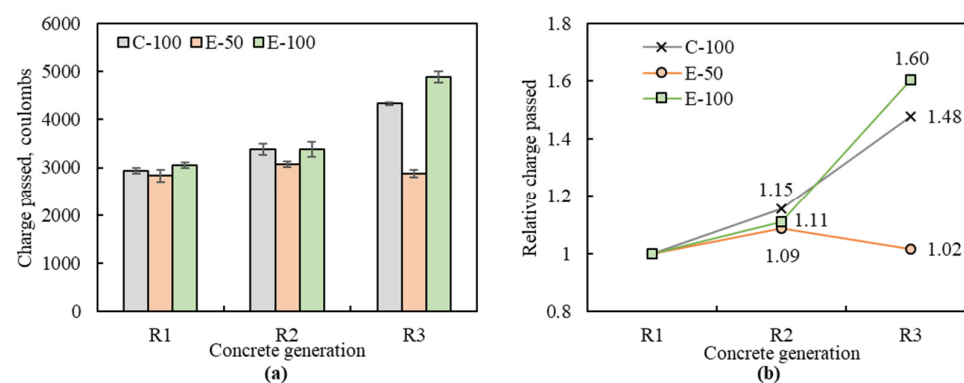 6000
5000
4000
3000
2000
1000
0
Charge passed, coulombs
C-100 E-50 E-100
R1 R2 R3
Concrete generation
(a)
1.8
1.6
1.4
1.2
1
0.8
Relative charge passed
C-100
E-50
E-100
1.60
1.48
1.15
1.11
1.09
1.02
R1 R2 R3
Concrete generation
(b)